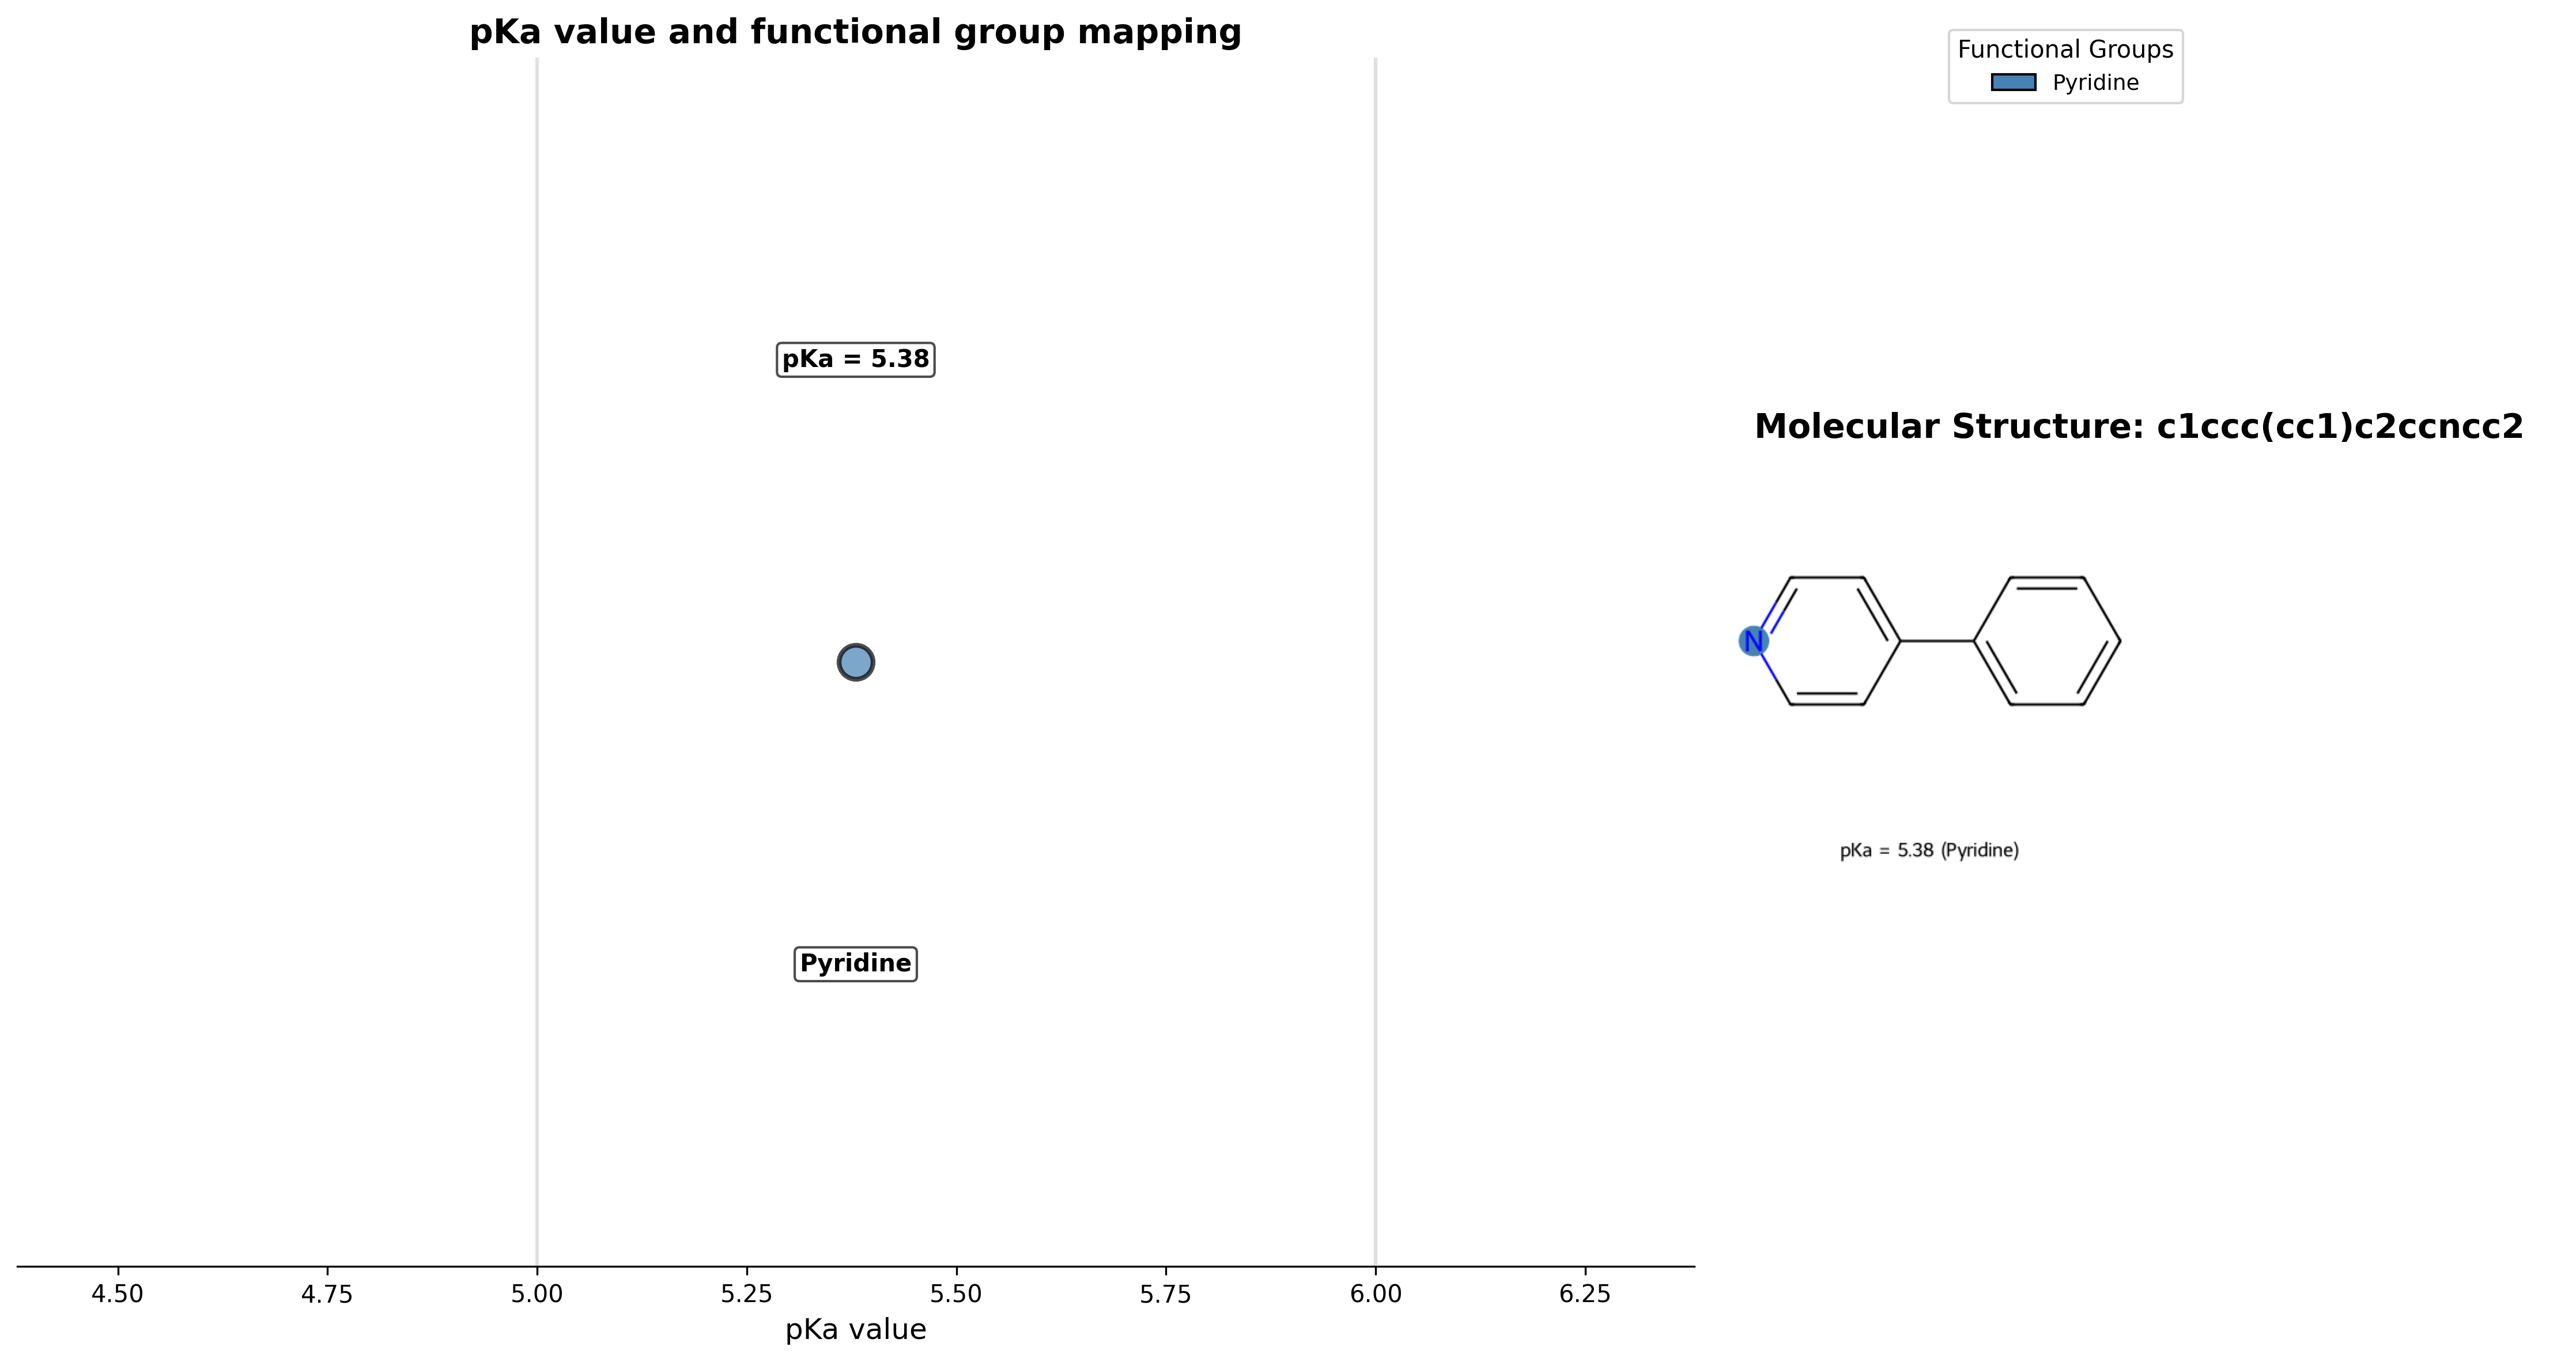 pKa value and functional group mapping
pKa = 5.38
Pyridine
4.50 4.75 5.00 5.25 5.50 5.75 6.00 6.25
pKa value
Functional Groups
Pyridine
Molecular Structure: c1ccc(cc1)c2ccncc2
N
pKa = 5.38 (Pyridine)